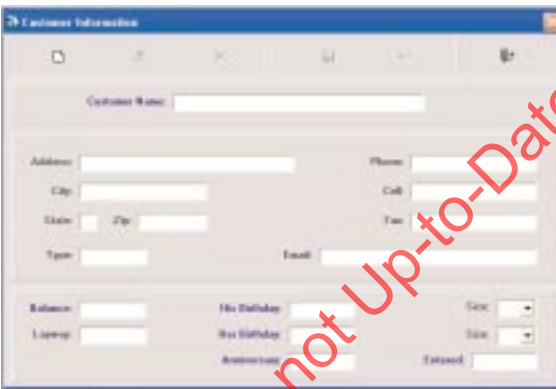 Customer Information
Customer Name:
Address: Phone:
City: Cell:
State: Zip: Fax:
Type: Email:
Balance: His Birthday: Size:
Layaway: Her Birthday: Size:
Anniversary: Entered:
not Up-to-Date